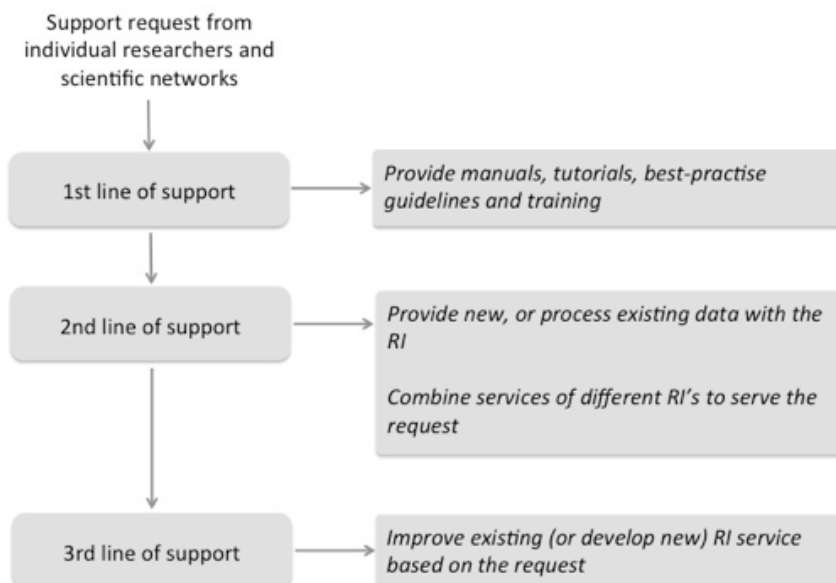 Support request from
individual researchers and
scientific networks
1st line of support
Provide manuals, tutorials, best-practise
guidelines and training
2nd line of support
Provide new, or process existing data with the
RI
Combine services of different RI's to serve the
request
3rd line of support
Improve existing (or develop new) RI service
based on the request